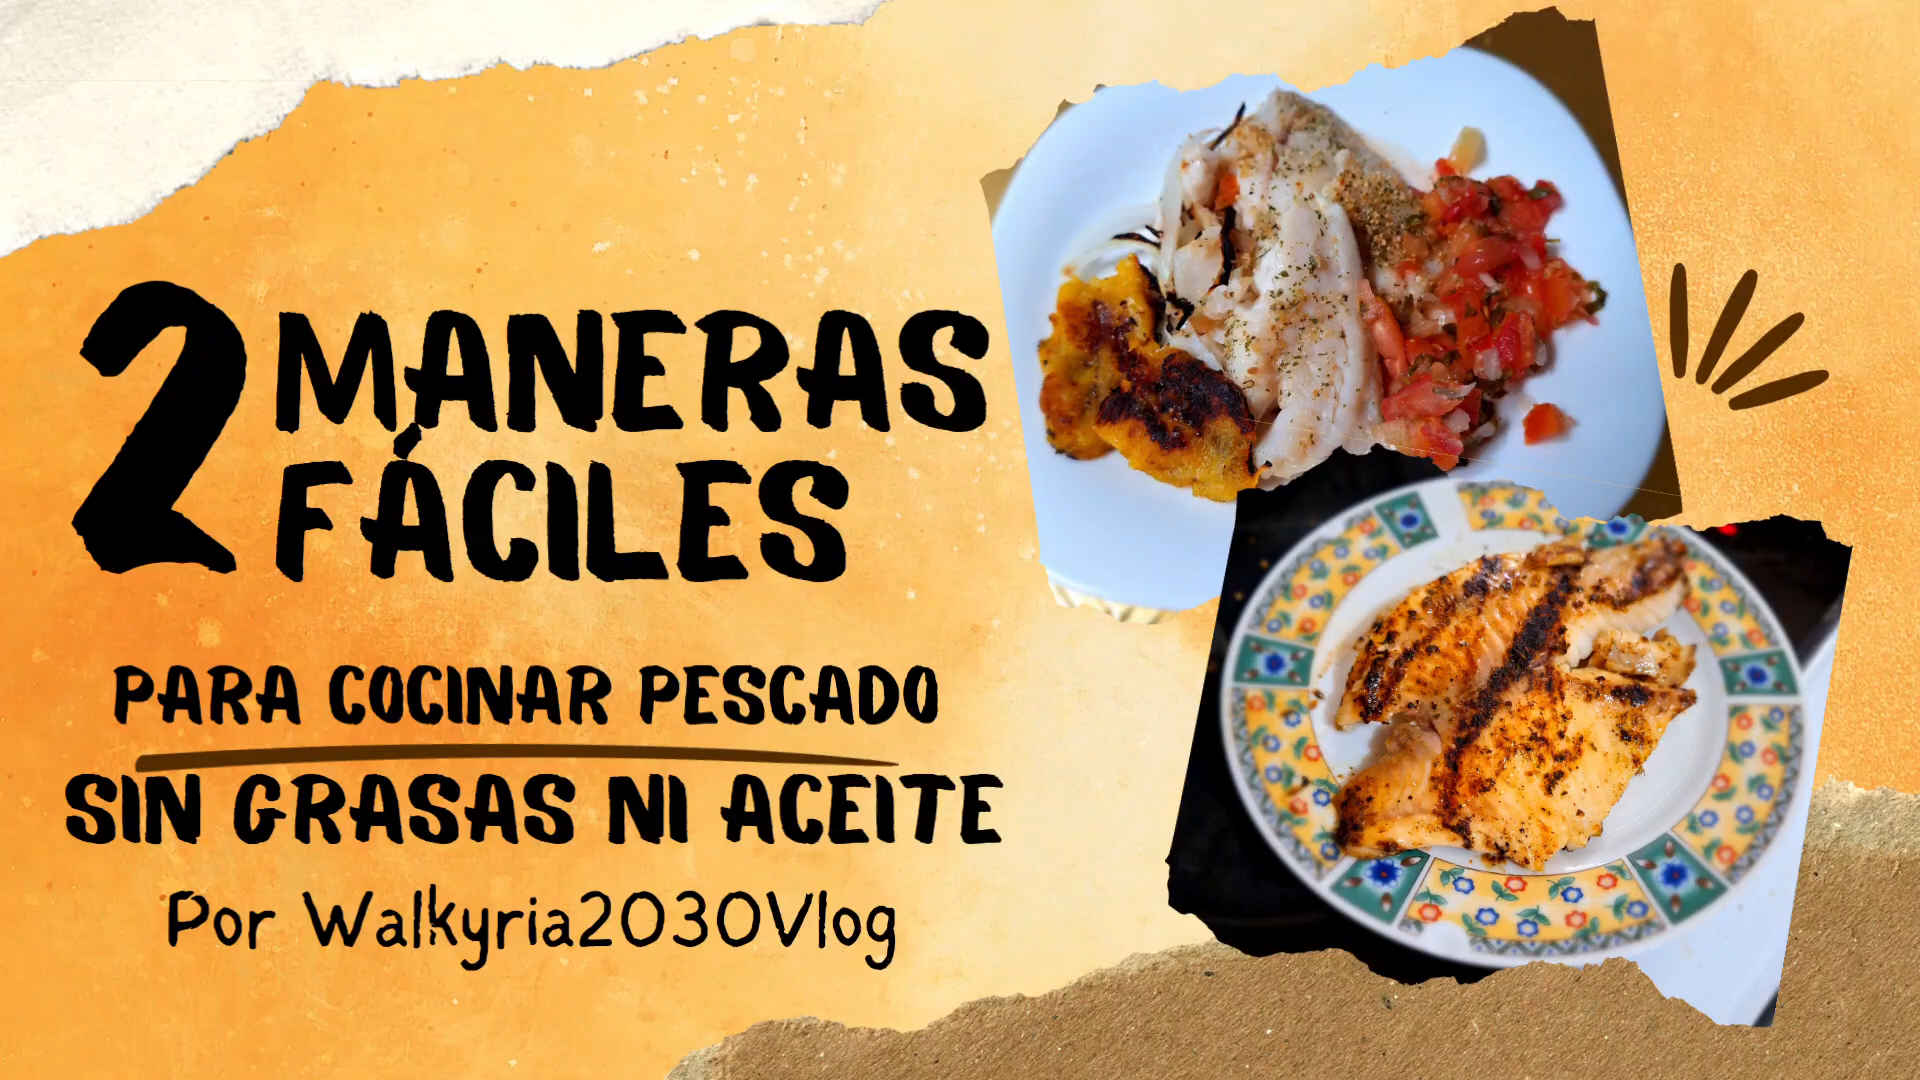 2 MANERAS
FÁCILES
PARA COCINAR PESCADO
SIN GRASAS NI ACEITE
Por Walkyria2030Vlog